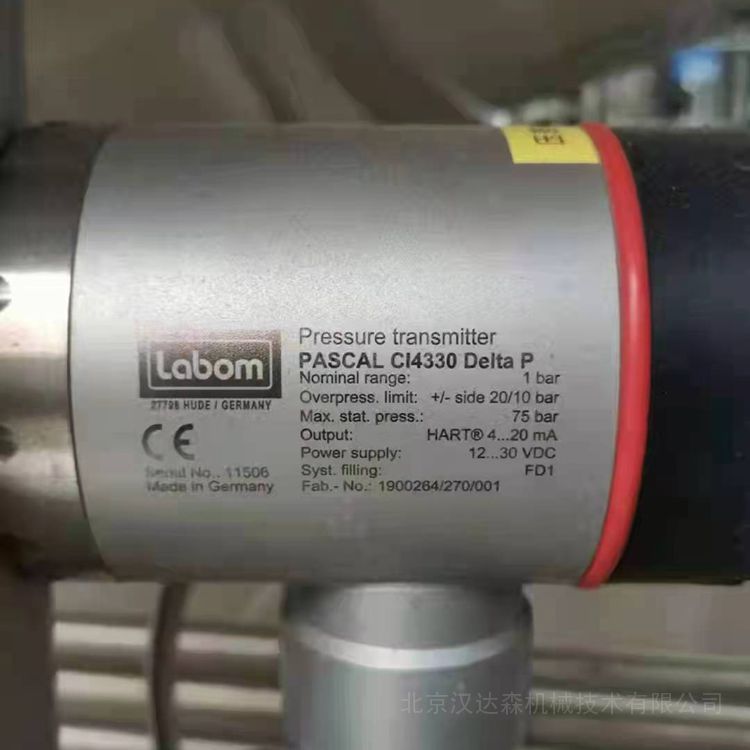 Labom
27798 HUDE / GERMANY
CE
Serial No.: 11506
Made in Germany
Pressure transmitter
PASCAL CI4330 Delta P
Nominal range: 1 bar
Overpress. limit: +/- side 20/10 bar
Max. stat. press.: 75 bar
Output: HART® 4...20 mA
Power supply: 12...30 VDC
Syst. filling: FD1
Fab.- No.: 1900264/270/001
北京汉达森机械技术有限公司